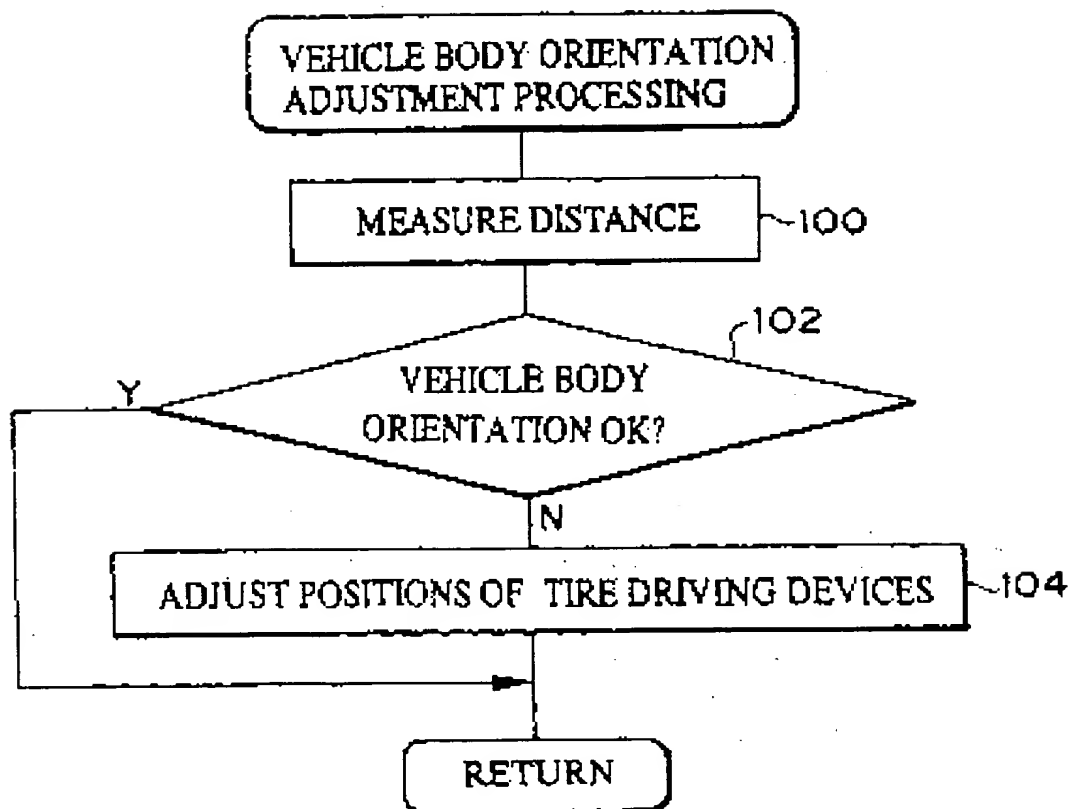 VEHICLE BODY ORIENTATION
ADJUSTMENT PROCESSING
MEASURE DISTANCE
100
102
VEHICLE BODY
ORIENTATION OK?
Y
N
ADJUST POSITIONS OF TIRE DRIVING DEVICES
104
RETURN